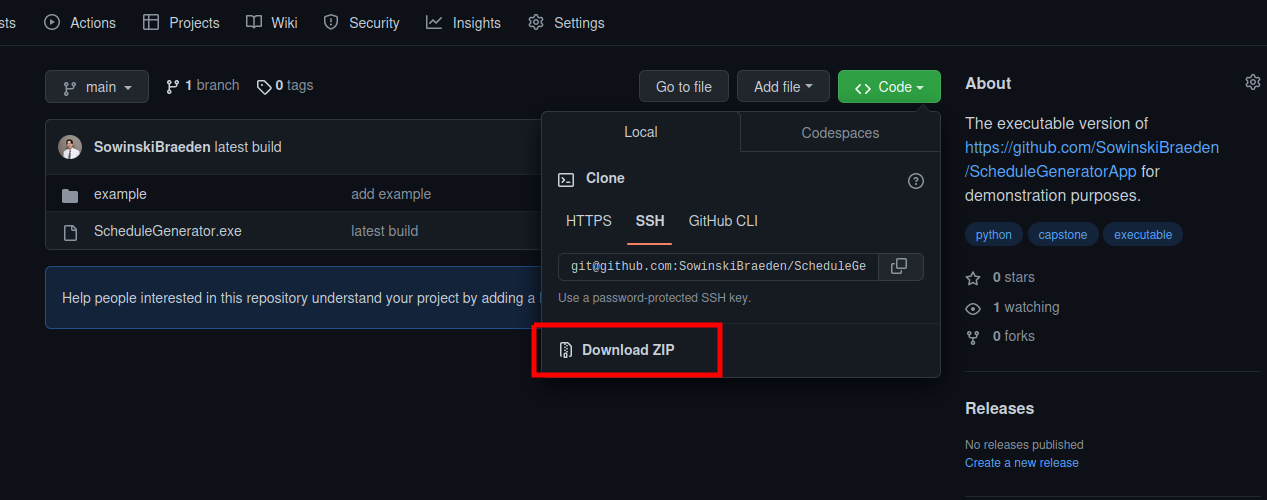 sts Actions Projects Wiki Security Insights Settings
main 1 branch 0 tags Go to file Add file Code
SowinskiBraeden latest build
example add example
ScheduleGenerator.exe latest build
Help people interested in this repository understand your project by adding a
Local Codespaces
Clone
HTTPS SSH GitHub CLI
git@github.com:SowinskiBraeden/ScheduleGe
Use a password-protected SSH key.
Download ZIP
About
The executable version of
https://github.com/SowinskiBraeden
/ScheduleGeneratorApp for
demonstration purposes.
python capstone executable
0 stars
1 watching
0 forks
Releases
No releases published
Create a new release